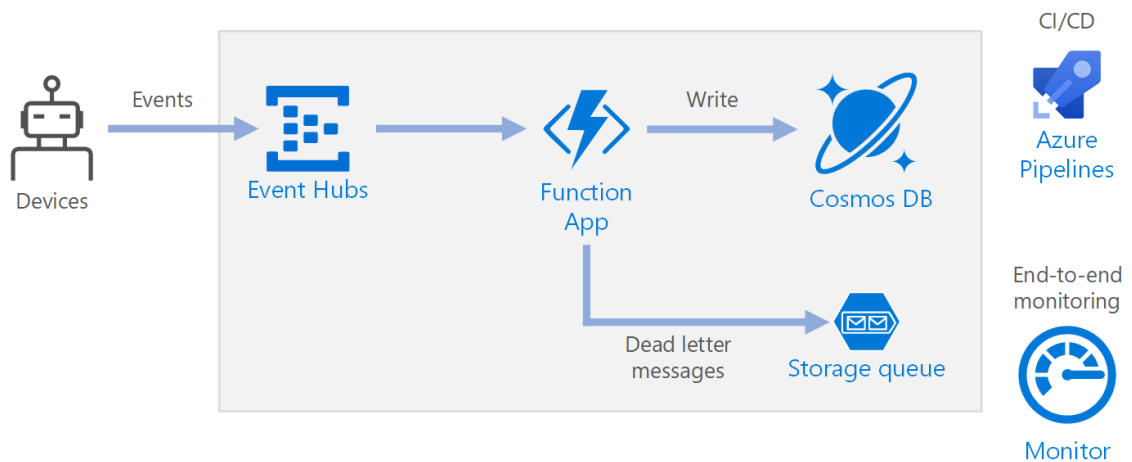 CI/CD
Events
Write
Azure
Pipelines
Devices
Event Hubs
Function
App
Cosmos DB
End-to-end
monitoring
Dead letter
messages
Storage queue
Monitor